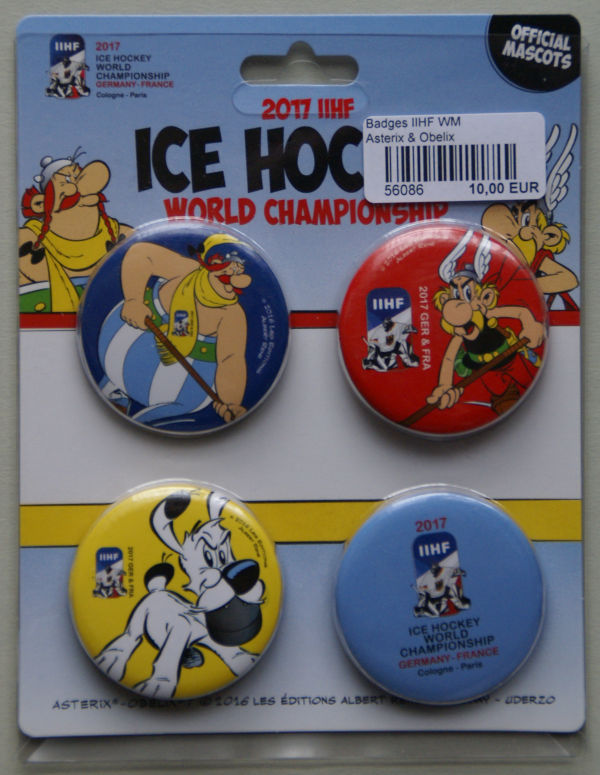 IIHF
2017
ICE HOCKEY
WORLD
CHAMPIONSHIP
GERMANY-FRANCE
Cologne - Paris
OFFICIAL
MASCOTS
2017 IIHF
ICE HOC
WORLD CHAMPIONSHIP
Badges IIHF WM
Asterix & Obelix
56086 10,00 EUR
IIHF
2017 GER & FRA
IIHF
2017 GER & FRA
2017
IIHF
ICE HOCKEY
WORLD
CHAMPIONSHIP
GERMANY-FRANCE
Cologne - Paris
ASTERIX®-OBELIX® © 2016 LES ÉDITIONS ALBERT - UDERZO